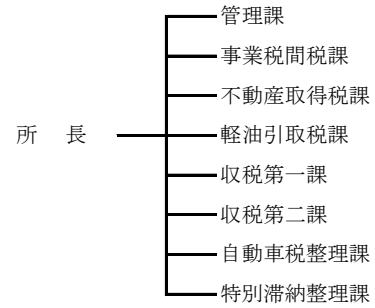 管理課
事業税間税課
不動産取得税課
所 長
軽油引取税課
収税第一課
収税第二課
自動車税整理課
特別滞納整理課